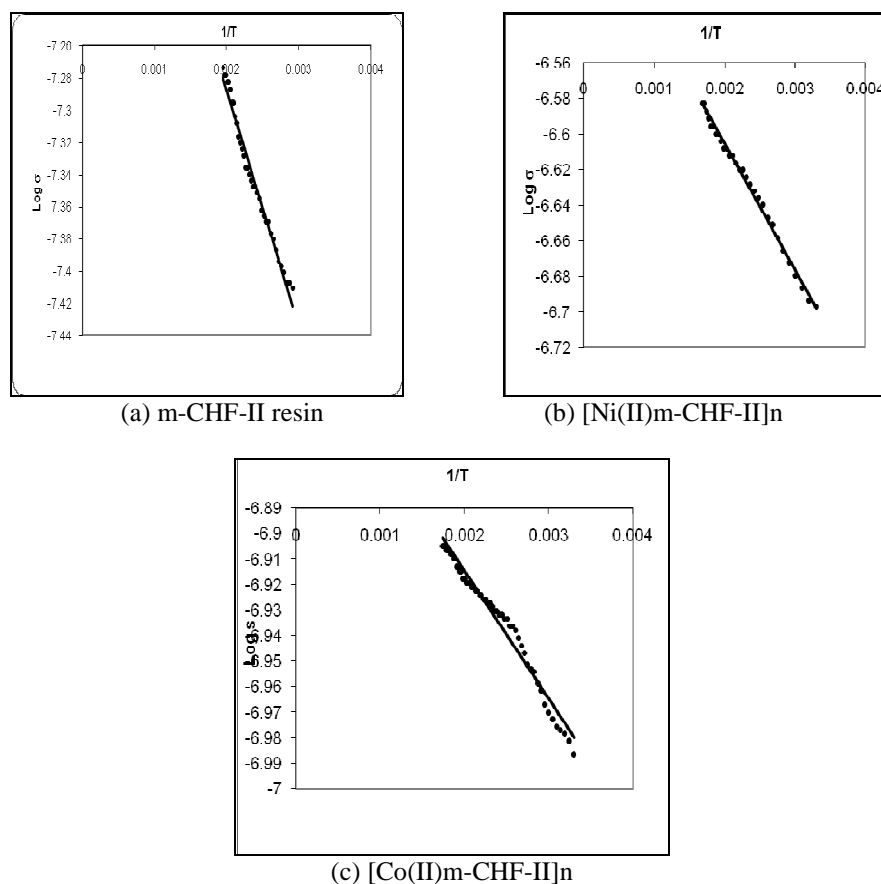 1/T
-7.26
0 0.001 0.002 0.003 0.004
-7.28
-7.3
-7.32
-7.34
-7.36
-7.38
-7.4
-7.42
-7.44
Log σ
(a) m-CHF-II resin
1/T
-6.56
0 0.001 0.002 0.003 0.004
-6.58
-6.6
-6.62
-6.64
-6.66
-6.68
-6.7
-6.72
Log σ
(b) [Ni(II)m-CHF-II]n
1/T
-6.89
-6.9
0 0.001 0.002 0.003 0.004
-6.91
-6.92
-6.93
-6.94
-6.95
-6.96
-6.97
-6.98
-6.99
-7
Log s
(c) [Co(II)m-CHF-II]n